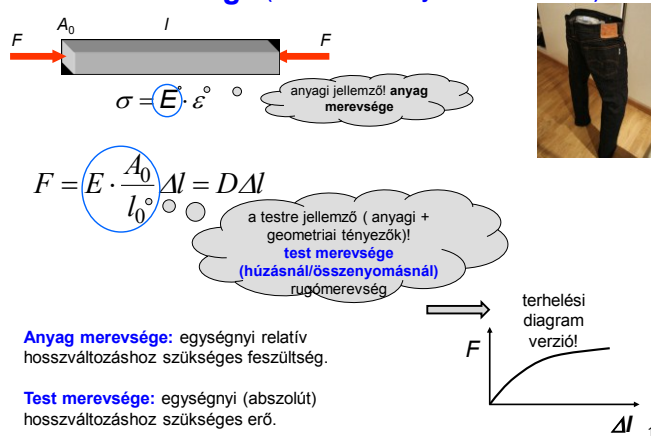 F
A₀
l
F
σ = E · ε
anyagi jellemző! anyag
merevsége
F = E · A₀/l₀ Δl = DΔl
a testre jellemző ( anyagi +
geometriai tényezők)!
test merevsége
(húzásnál/összenyomásnál)
rugómerevség
terhelési
diagram
verzió!
F
Δl
Anyag merevsége: egységnyi relatív
hosszváltozáshoz szükséges feszültség.
Test merevsége: egységnyi (abszolút)
hosszváltozáshoz szükséges erő.
1